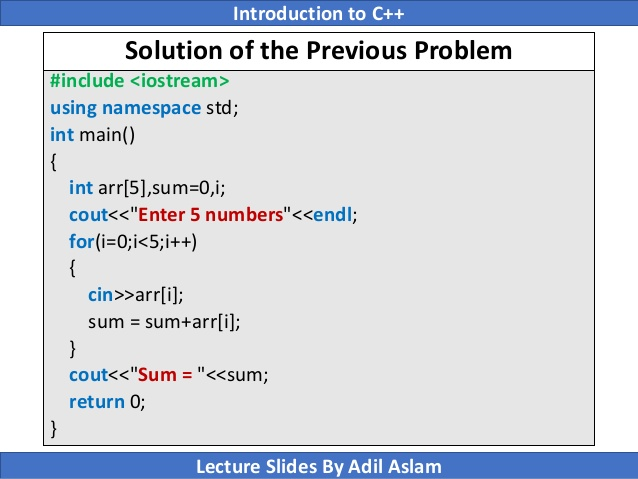 Introduction to C++
Solution of the Previous Problem
#include <iostream>
using namespace std;
int main()
{
int arr[5],sum=0,i;
cout<<"Enter 5 numbers"<<endl;
for(i=0;i<5;i++)
{
cin>>arr[i];
sum = sum+arr[i];
}
cout<<"Sum = "<<sum;
return 0;
}
Lecture Slides By Adil Aslam